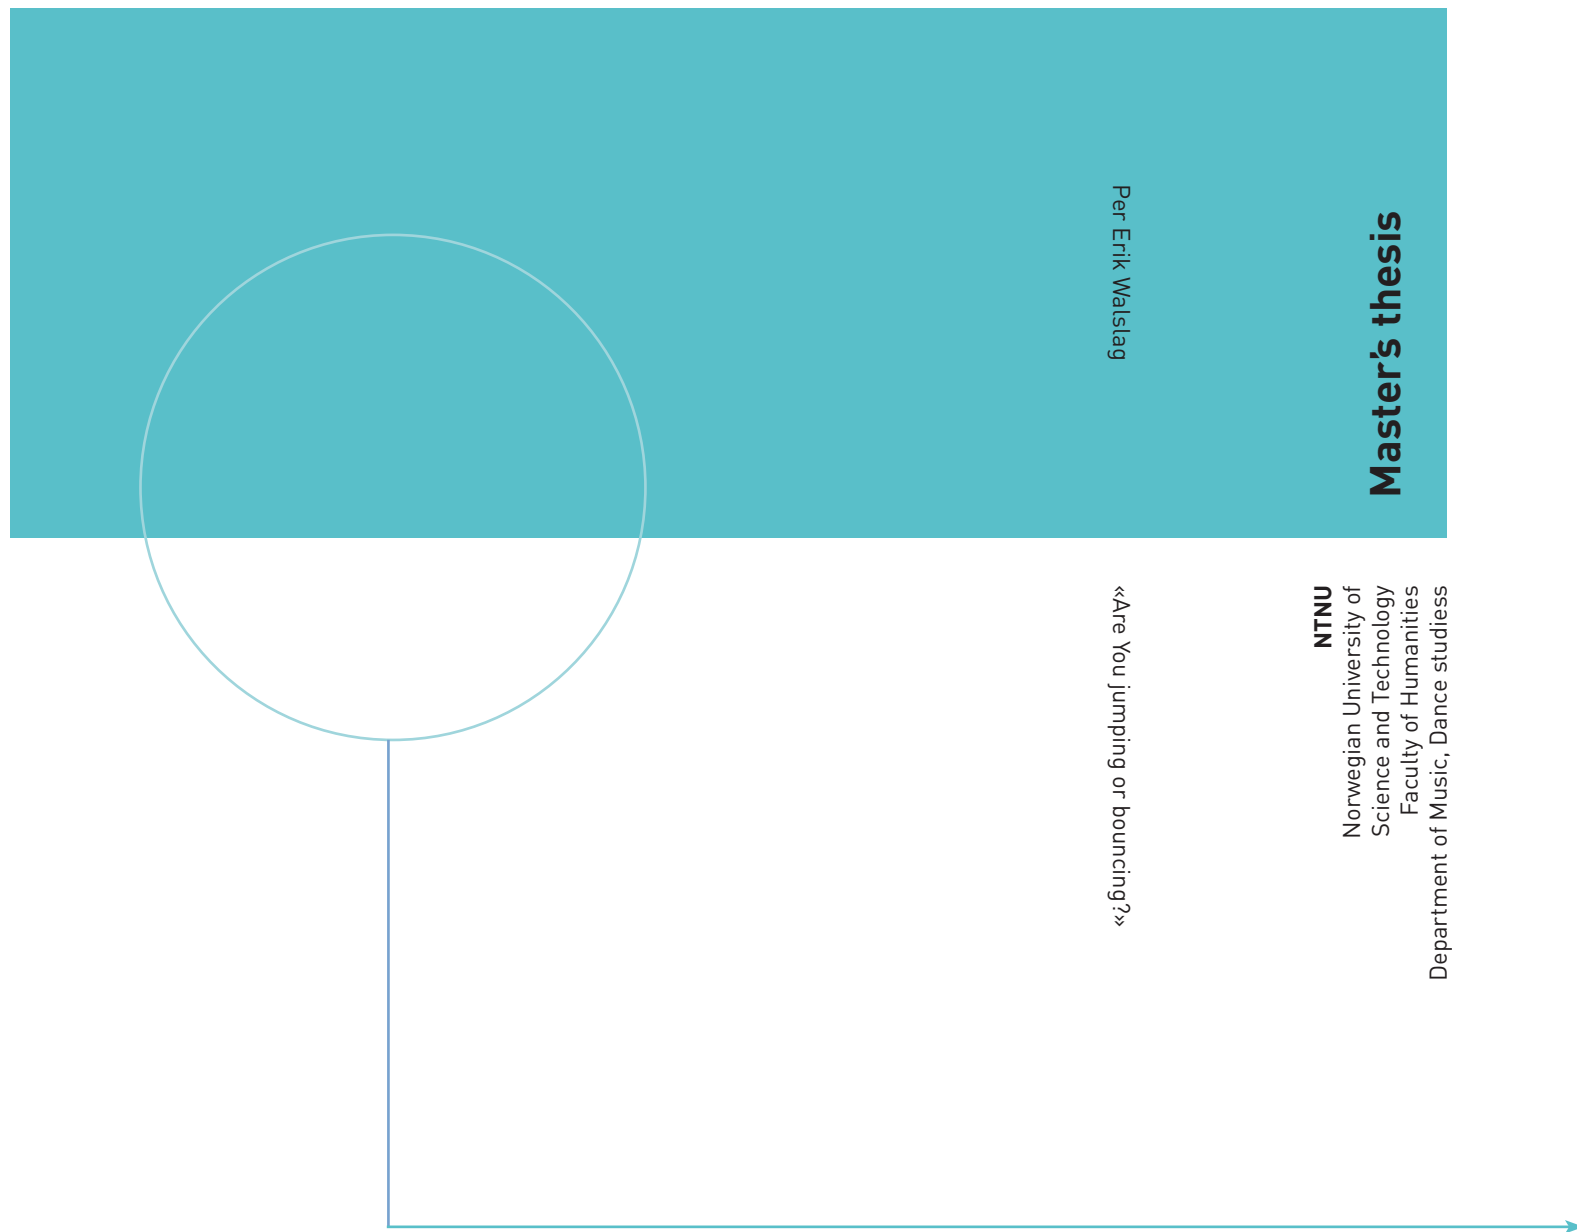 Per Erik Walslag
«Are You jumping or bouncing?»
Master's thesis
NTNU
Norwegian University of
Science and Technology
Faculty of Humanities
Department of Music, Dance studiess